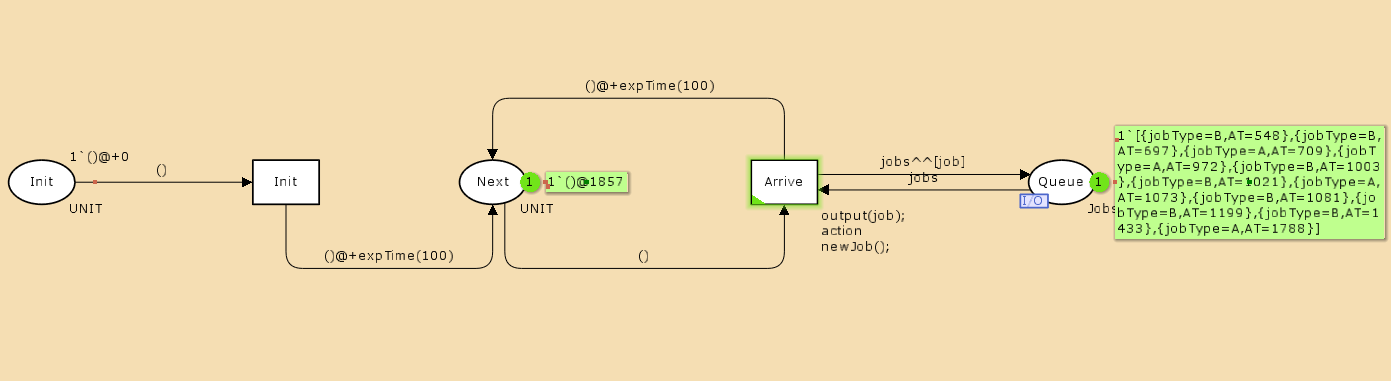 ()@+expTime(100)
1`()@+0
()
Init
UNIT
Init
()@+expTime(100)
Next
1
1`()@1857
UNIT
()
Arrive
jobs^^[job]
jobs
output(job);
action
newJob();
Queue
I/O
1
Jobs
1`[{jobType=B,AT=548},{jobType=B,
AT=697},{jobType=A,AT=709},{jobT
ype=A,AT=972},{jobType=B,AT=1003
},{jobType=B,AT=1021},{jobType=A,
AT=1073},{jobType=B,AT=1081},{jo
bType=B,AT=1199},{jobType=B,AT=1
433},{jobType=A,AT=1788}]